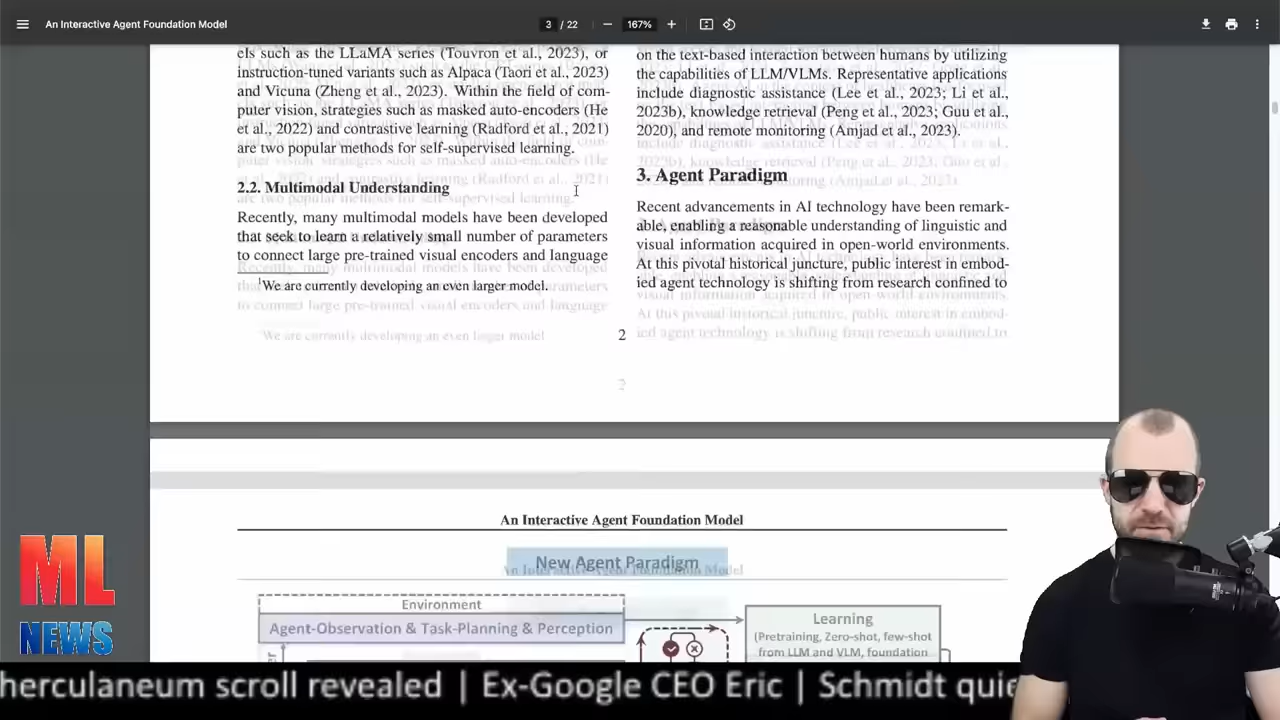 An Interactive Agent Foundation Model
3 / 22
167%
els such as the LLaMA series (Touvron et al., 2023), or
instruction-tuned variants such as Alpaca (Taori et al., 2023)
and Vicuna (Zheng et al., 2023). Within the field of com-
puter vision, strategies such as masked auto-encoders (He
et al., 2022) and contrastive learning (Radford et al., 2021)
are two popular methods for self-supervised learning.
2.2. Multimodal Understanding
Recently, many multimodal models have been developed
that seek to learn a relatively small number of parameters
to connect large pre-trained visual encoders and language
1We are currently developing an even larger model.
on the text-based interaction between humans by utilizing
the capabilities of LLM/VLMs. Representative applications
include diagnostic assistance (Lee et al., 2023; Li et al.,
2023b), knowledge retrieval (Peng et al., 2023; Guu et al.,
2020), and remote monitoring (Amjad et al., 2023).
3. Agent Paradigm
Recent advancements in AI technology have been remark-
able, enabling a reasonable understanding of linguistic and
visual information acquired in open-world environments.
At this pivotal historical juncture, public interest in embod-
ied agent technology is shifting from research confined to
2
An Interactive Agent Foundation Model
New Agent Paradigm
Environment
Agent-Observation & Task-Planning & Perception
Learning
(Pretraining, Zero-shot, few-shot
from LLM and VLM, foundation
ML
NEWS
herculaneum scroll revealed | Ex-Google CEO Eric | Schmidt quie